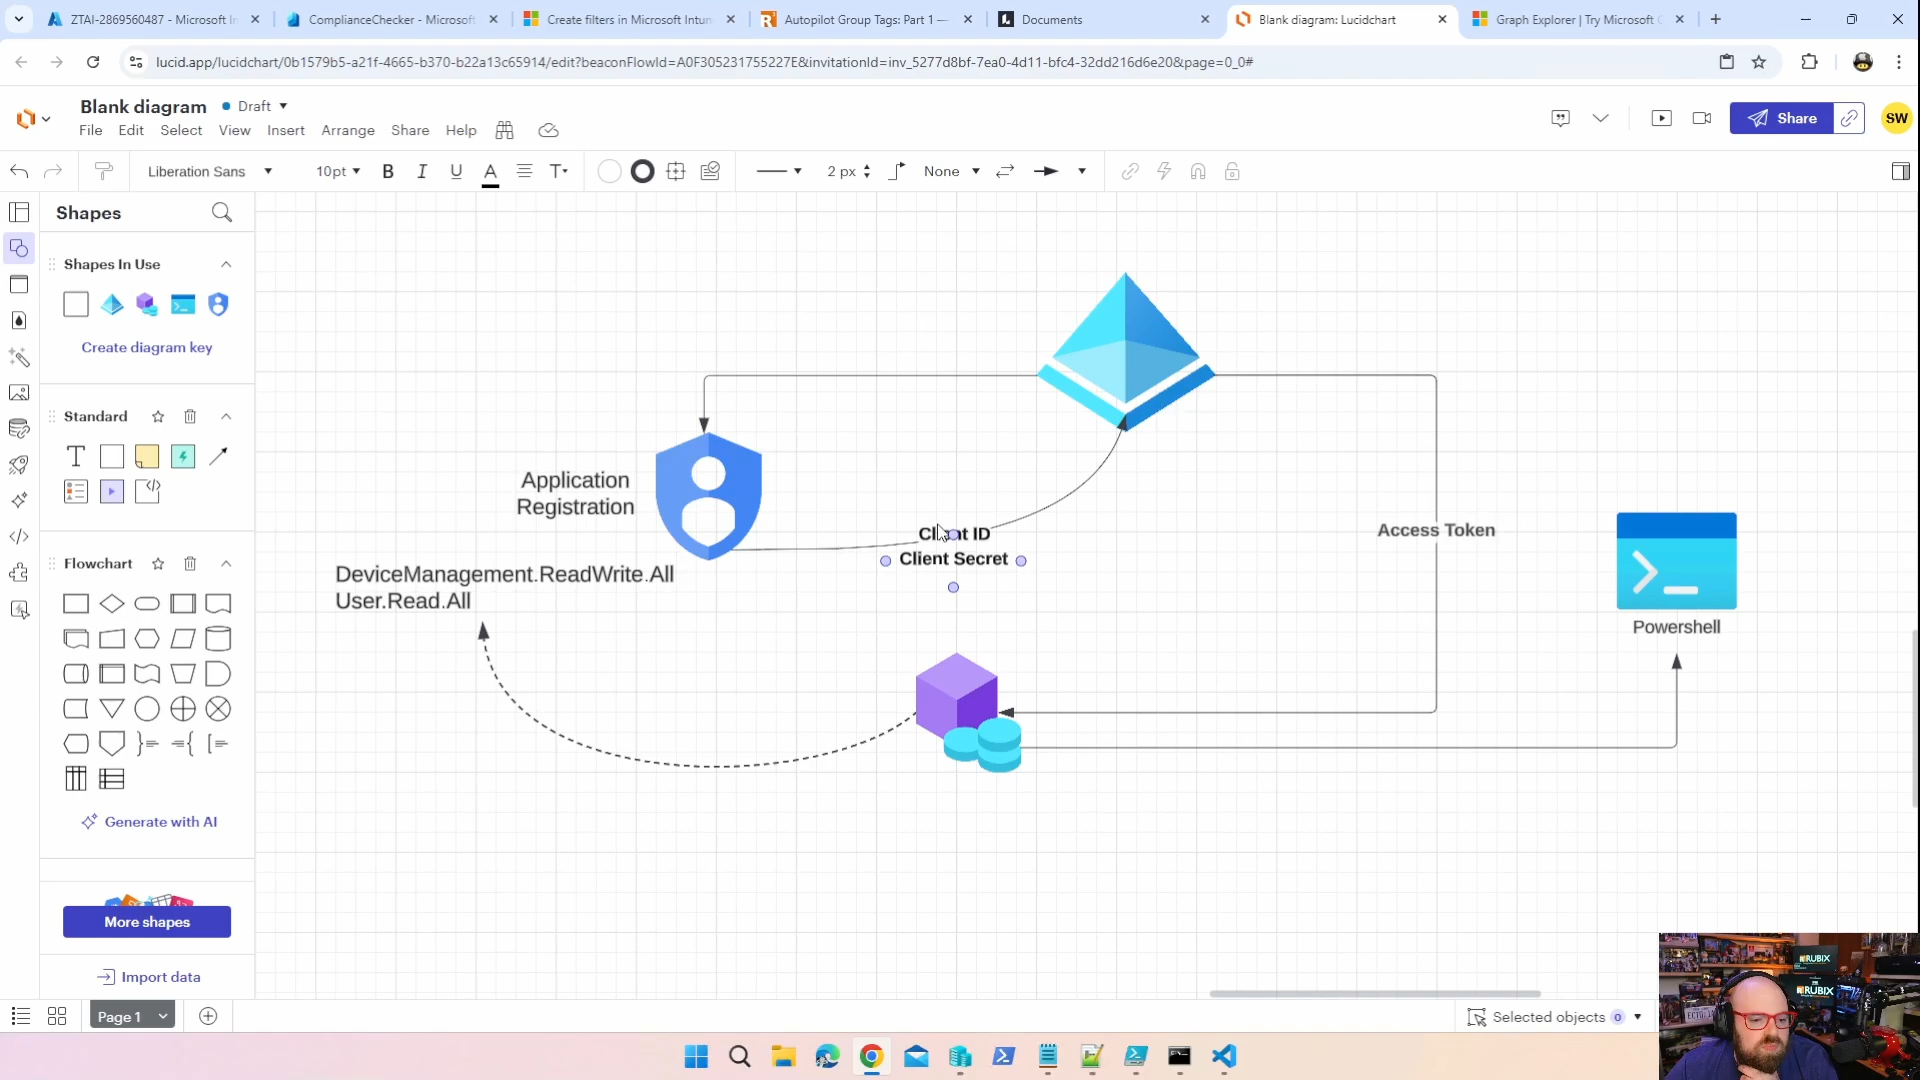 ZTAI-2869560487 - Microsoft In
ComplianceChecker - Microsoft
Create filters in Microsoft Intun
Autopilot Group Tags: Part 1 —
Documents
Blank diagram: Lucidchart
Graph Explorer | Try Microsoft G
lucid.app/lucidchart/0b1579b5-a21f-4665-b370-b22a13c65914/edit?beaconFlowId=A0F305231755227E&invitationId=inv_5277d8bf-7ea0-4d11-bfc4-32dd216d6e20&page=0_0#
Blank diagram
Draft
File Edit Select View Insert Arrange Share Help
Share
SW
Liberation Sans
10pt
B I U A T
2 px
None
Shapes
Shapes In Use
Create diagram key
Standard
T
Flowchart
Generate with AI
More shapes
Import data
Application
Registration
DeviceManagement.ReadWrite.All
User.Read.All
Client ID
Client Secret
Access Token
Powershell
Page 1
Selected objects 0
RUBIX
RUBIX